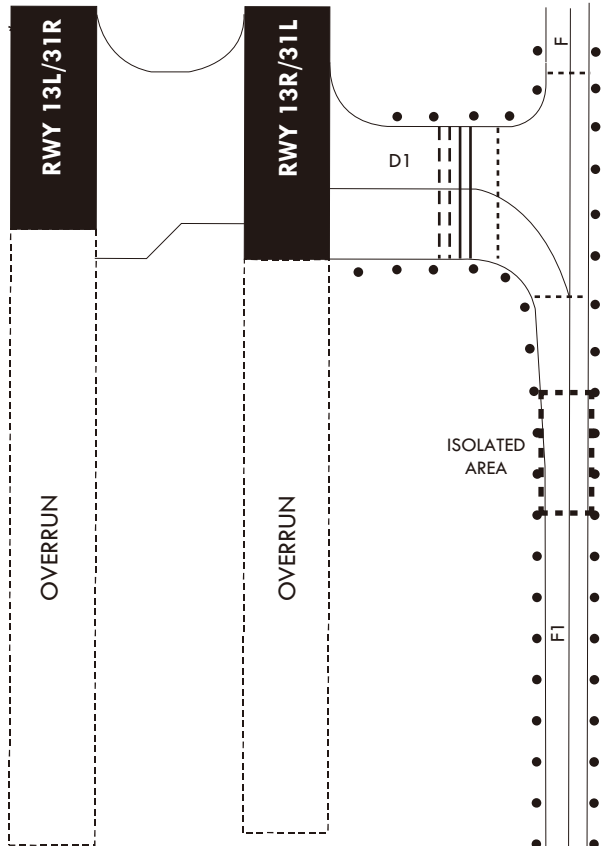 RWY 13L/31R
RWY 13R/31L
F
D1
ISOLATED
AREA
OVERRUN
OVERRUN
F1